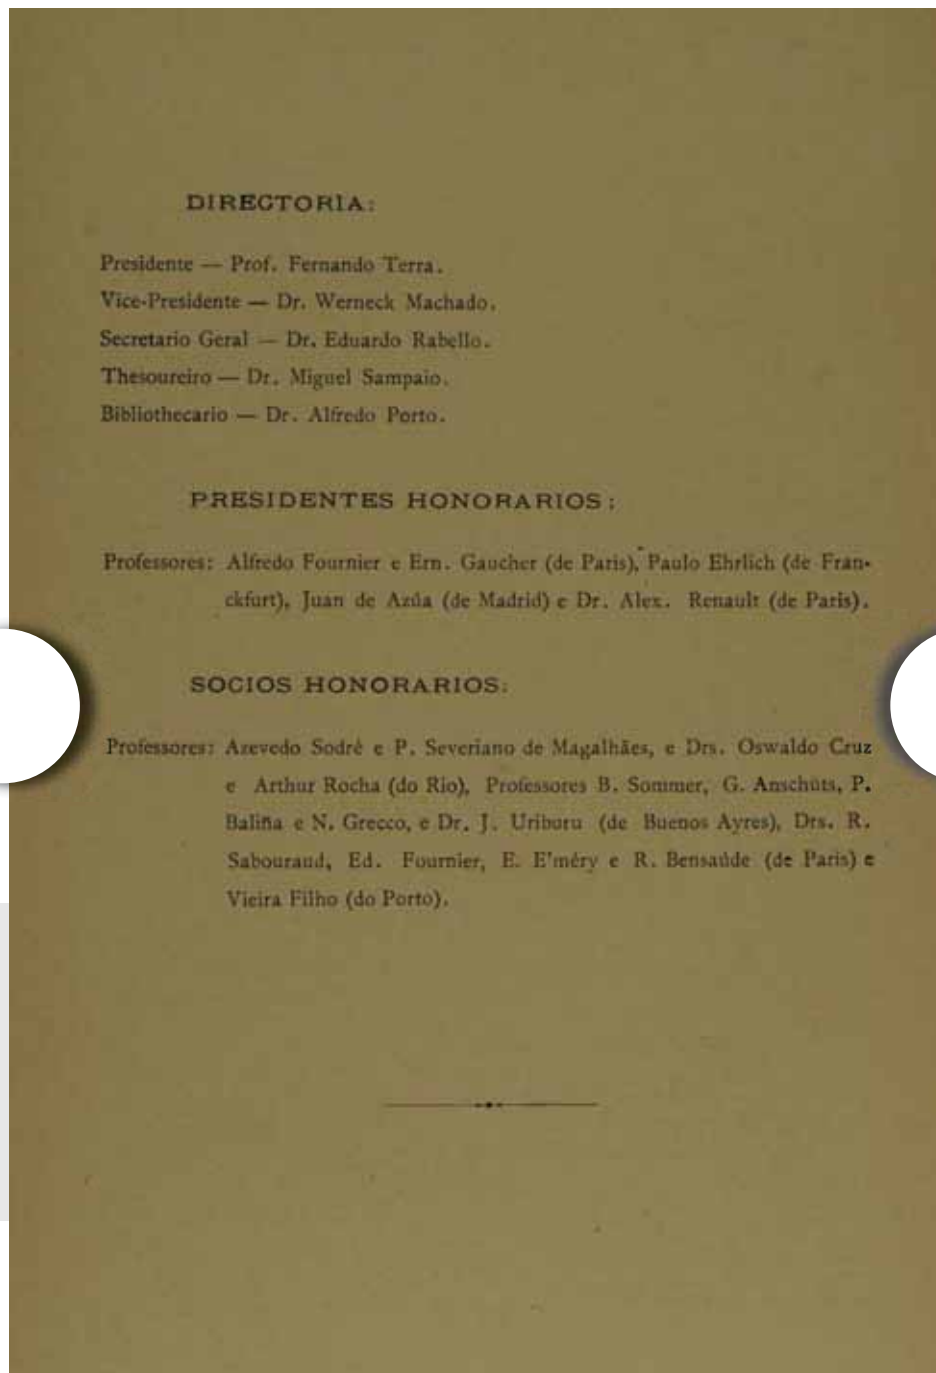 DIRECTORIA:
Presidente — Prof. Fernando Terra.
Vice-Presidente — Dr. Werneck Machado.
Secretario Geral — Dr. Eduardo Rabello.
Thesoureiro — Dr. Miguel Sampaio.
Bibliothecario — Dr. Alfredo Porto.
PRESIDENTES HONORARIOS:
Professores: Alfredo Fournier e Ern. Gaucher (de Paris), Paulo Ehrlich (de Fran-
ckfurt), Juan de Azúa (de Madrid) e Dr. Alex. Renault (de Paris).
SOCIOS HONORARIOS:
Professores: Azevedo Sodré e P. Severiano de Magalhães, e Drs. Oswaldo Cruz
e Arthur Rocha (do Rio), Professores B. Sommer, G. Anschüts, P.
Baliña e N. Grecco, e Dr. J. Uriburu (de Buenos Ayres), Drs. R.
Sabouraud, Ed. Fournier, E. E'méry e R. Bensaúde (de Paris) e
Vieira Filho (do Porto).